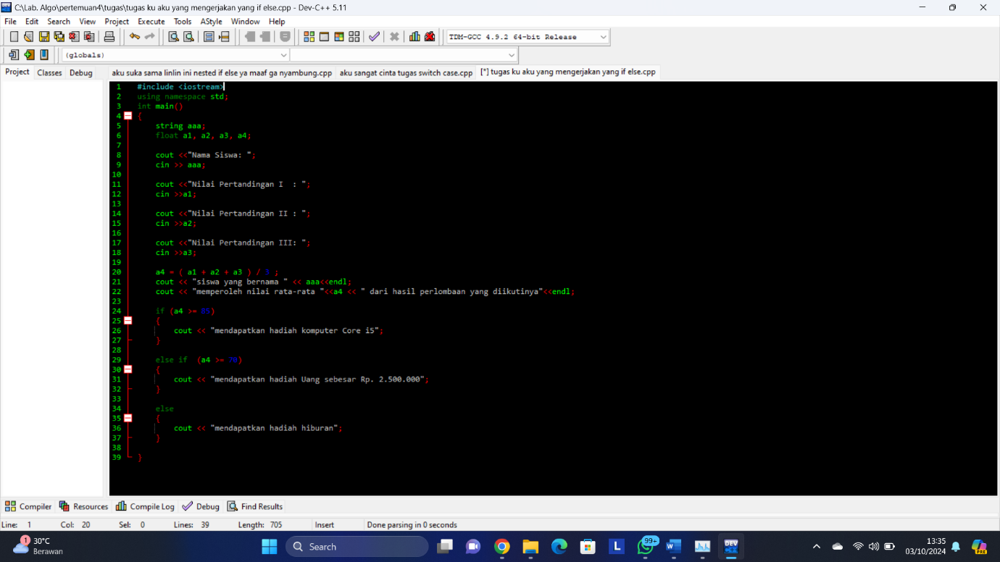 C:\Lab. Algo\pertemuan4\tugas\tugas ku aku yang mengerjakan yang if else.cpp - Dev-C++ 5.11
File Edit Search View Project Execute Tools AStyle Window Help
TDM-GCC 4.9.2 64-bit Release
(globals)
Project Classes Debug aku suka sama linlin ini nested if else ya maaf ga nyambung.cpp aku sangat cinta tugas switch case.cpp [*] tugas ku aku yang mengerjakan yang if else.cpp
1 #include <iostream>
2 using namespace std;
3 int main()
4 {
5 string aaa;
6 float a1, a2, a3, a4;
7
8 cout <<"Nama Siswa: ";
9 cin >> aaa;
10
11 cout <<"Nilai Pertandingan I  : ";
12 cin >>a1;
13
14 cout <<"Nilai Pertandingan II : ";
15 cin >>a2;
16
17 cout <<"Nilai Pertandingan III: ";
18 cin >>a3;
19
20 a4 = ( a1 + a2 + a3 ) / 3 ;
21 cout << "siswa yang bernama " << aaa<<endl;
22 cout << "memperoleh nilai rata-rata "<<a4 << " dari hasil perlombaan yang diikutinya"<<endl;
23
24 if (a4 >= 85)
25 {
26 cout << "mendapatkan hadiah komputer Core i5";
27 }
28
29 else if  (a4 >= 70)
30 {
31 cout << "mendapatkan hadiah Uang sebesar Rp. 2.500.000";
32 }
33
34 else
35 {
36 cout << "mendapatkan hadiah hiburan";
37 }
38
39 }
Compiler Resources Compile Log Debug Find Results
Line: 1 Col: 20 Sel: 0 Lines: 39 Length: 705 Insert Done parsing in 0 seconds
1 30°C
Berawan
Search
L
99+
W
DEV
13:35
03/10/2024
PRE